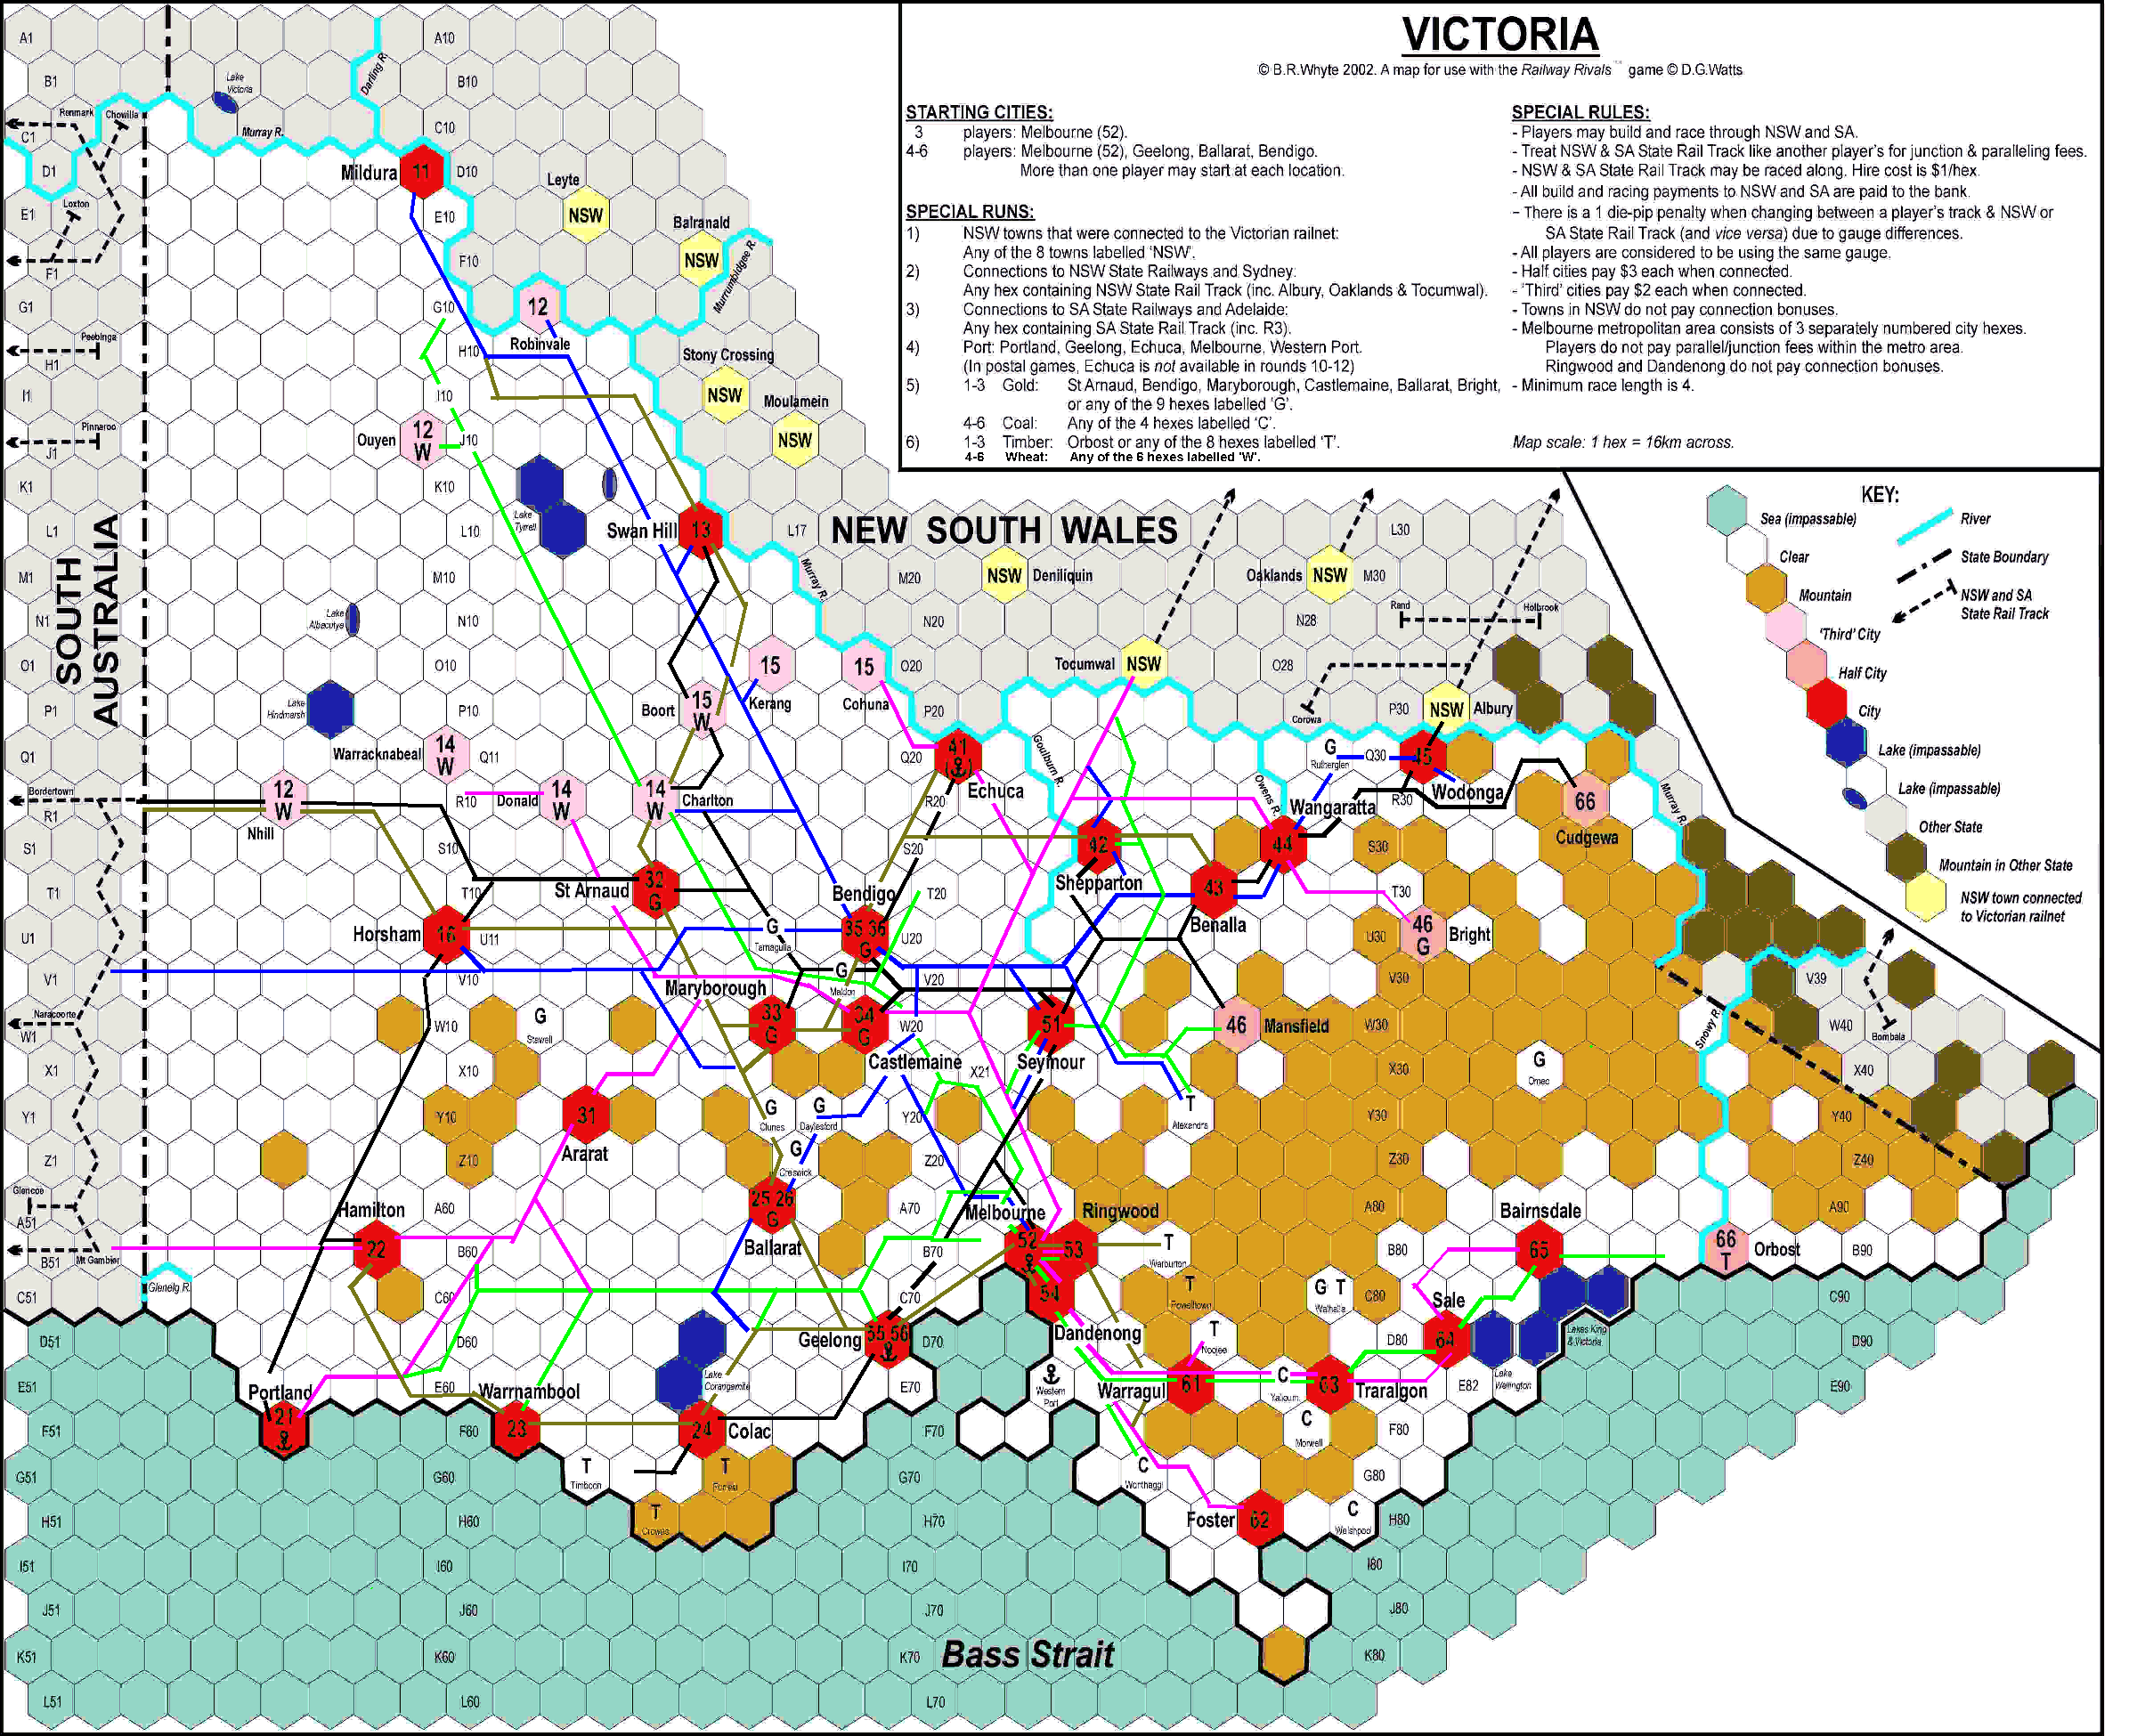 VICTORIA
© B.R.Whyte 2002. A map for use with the Railway Rivals™ game © D.G.Watts
STARTING CITIES:
3 players: Melbourne (52).
4-6 players: Melbourne (52), Geelong, Ballarat, Bendigo.
More than one player may start at each location.
SPECIAL RUNS:
1) NSW towns that were connected to the Victorian railnet:
Any of the 8 towns labelled 'NSW'.
2) Connections to NSW State Railways and Sydney:
Any hex containing NSW State Rail Track (inc. Albury, Oaklands & Tocumwal).
3) Connections to SA State Railways and Adelaide:
Any hex containing SA State Rail Track (inc. R3).
4) Port: Portland, Geelong, Echuca, Melbourne, Western Port.
(In postal games, Echuca is not available in rounds 10-12)
5) 1-3 Gold: St Arnaud, Bendigo, Maryborough, Castlemaine, Ballarat, Bright,
or any of the 9 hexes labelled 'G'.
4-6 Coal: Any of the 4 hexes labelled 'C'.
6) 1-3 Timber: Orbost or any of the 8 hexes labelled 'T'.
4-6 Wheat: Any of the 6 hexes labelled 'W'.
SPECIAL RULES:
- Players may build and race through NSW and SA.
- Treat NSW & SA State Rail Track like another player's for junction & paralleling fees.
- NSW & SA State Rail Track may be raced along. Hire cost is $1/hex.
- All build and racing payments to NSW and SA are paid to the bank.
- There is a 1 die-pip penalty when changing between a player's track & NSW or
SA State Rail Track (and vice versa) due to gauge differences.
- All players are considered to be using the same gauge.
- Half cities pay $3 each when connected.
- 'Third' cities pay $2 each when connected.
- Towns in NSW do not pay connection bonuses.
- Melbourne metropolitan area consists of 3 separately numbered city hexes.
Players do not pay parallel/junction fees within the metro area.
Ringwood and Dandenong do not pay connection bonuses.
- Minimum race length is 4.
Map scale: 1 hex = 16km across.
KEY:
Sea (impassable)
Clear
Mountain
'Third' City
Half City
City
Lake (impassable)
Lake (impassable)
Other State
Mountain in Other State
NSW town connected
to Victorian railnet
River
State Boundary
NSW and SA
State Rail Track
A1 A10
B1 Lake Victoria Darling R. B10
Renmark Chowilla
C1 Murray R. C10
D1 Mildura 11 D10 Leyte
E1 Loxton E10 NSW Balranald
F1 F10 NSW Murrumbidgee R.
G1 G10 12
Peebinga H1 H10 Robinvale Stony Crossing
I1 I10 NSW Moulamein
Pinnaroo J1 Ouyen 12 W J10 NSW
K1 K10
L1 Lake Tyrrell L10 Swan Hill 13 L17 L30
NEW SOUTH WALES
SOUTH AUSTRALIA
M1 M10 Murray R. M20 NSW Deniliquin Oaklands NSW M30
N1 Lake Albacutya N10 N20 N28 Rand Holbrook
O1 O10 15 15 O20 Tocumwal NSW O28
P1 Lake Hindmarsh P10 Boort 15 W Kerang Cohuna P20 Corowa P30 NSW Albury
Q1 Warracknabeal 14 W Q11 Q20 41 Goulburn R. G Rutherglen Q30 45
Bordertown R1 12 W R10 Donald 14 W 14 W Charlton R20 Echuca Owens R. Wangaratta R30 Wodonga 66 Murray R.
Nhill Cudgewa
S1 S10 S20 42 44 S30
T1 T10 St Arnaud 32 G Bendigo T20 Shepparton 43 T30
U1 Horsham 16 U11 G Tarnagulla 35 36 G U20 Benalla U30 46 G Bright
V1 V10 Maryborough G Maldon V20 V30 V39
Naracoorte W1 W10 G Stawell 33 G 34 G W20 51 46 Mansfield W30 Snowy R. W40 Bombala
X1 X10 Castlemaine X21 Seymour X30 G Omeo X40
Y1 Y10 31 G Clunes G Daylesford Y20 T Alexandra Y30 Y40
Z1 Z10 Ararat G Creswick Z20 Z30 Z40
Glencoe A51 Hamilton A60 25 26 G A70 Melbourne Ringwood A80 Bairnsdale A90
B51 Mt Gambier 22 B60 Ballarat B70 52 53 T Warburton B80 65 66 T Orbost B90
C51 Glenelg R. C60 C70 54 T Powelltown G T Walhalla C80 Sale C90
D51 D60 Geelong 55 56 D70 Dandenong T Noojee D80 64 Lakes King & Victoria D90
E51 Portland E60 Warrnambool Lake Corangamite E70 Western Port Warragul 61 C Yallourn 63 Traralgon E82 Lake Wellington E90
F51 21 F60 23 24 Colac F70 C Morwell F80
G51 G60 T Timboon T Forrest G70 C Wonthaggi G80
H51 H60 T Crowes H70 Foster 62 C Welshpool H80
I51 I60 I70 I80
J51 J60 J70 J80
K51 K60 K70 Bass Strait K80
L51 L60 L70